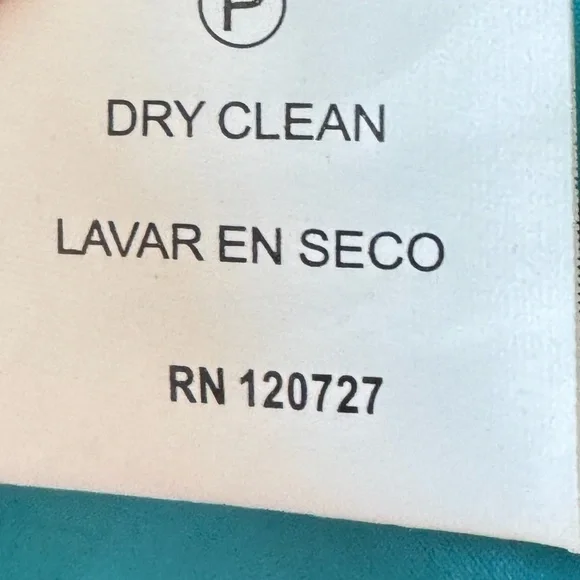 P
DRY CLEAN
LAVAR EN SECO
RN 120727